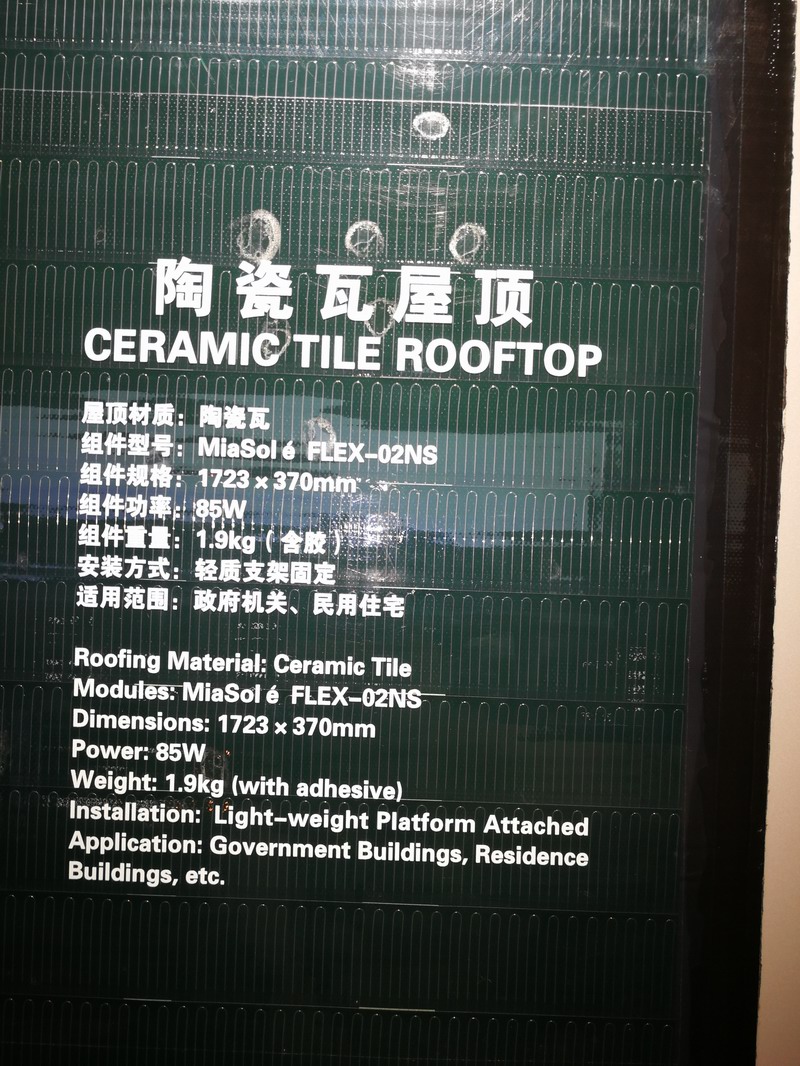 陶瓷瓦屋顶
CERAMIC TILE ROOFTOP
屋顶材质：陶瓷瓦
组件型号：MiaSolé FLEX-02NS
组件规格：1723×370mm
组件功率：85W
组件重量：1.9kg（含胶）
安装方式：轻质支架固定
适用范围：政府机关、民用住宅
Roofing Material: Ceramic Tile
Modules: MiaSolé FLEX-02NS
Dimensions: 1723×370mm
Power: 85W
Weight: 1.9kg (with adhesive)
Installation: Light-weight Platform Attached
Application: Government Buildings, Residence
Buildings, etc.